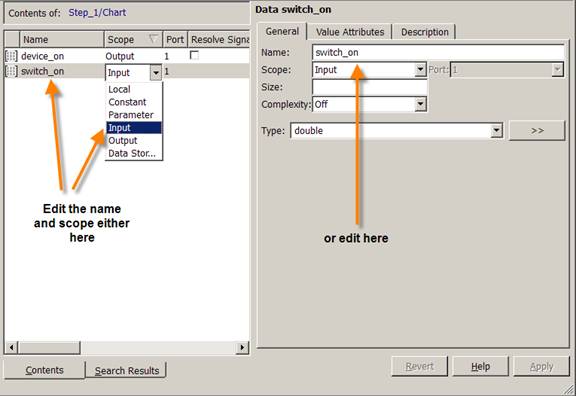 Contents of: Step_1/Chart
Name Scope Port Resolve Signa
device_on Output 1
switch_on Input 1
Local
Constant
Parameter
Input
Output
Data Stor...
Edit the name
and scope either
here
Contents Search Results
Data switch_on
General Value Attributes Description
Name: switch_on
Scope: Input Port: 1
Size:
Complexity: Off
Type: double >>
or edit here
Revert Help Apply